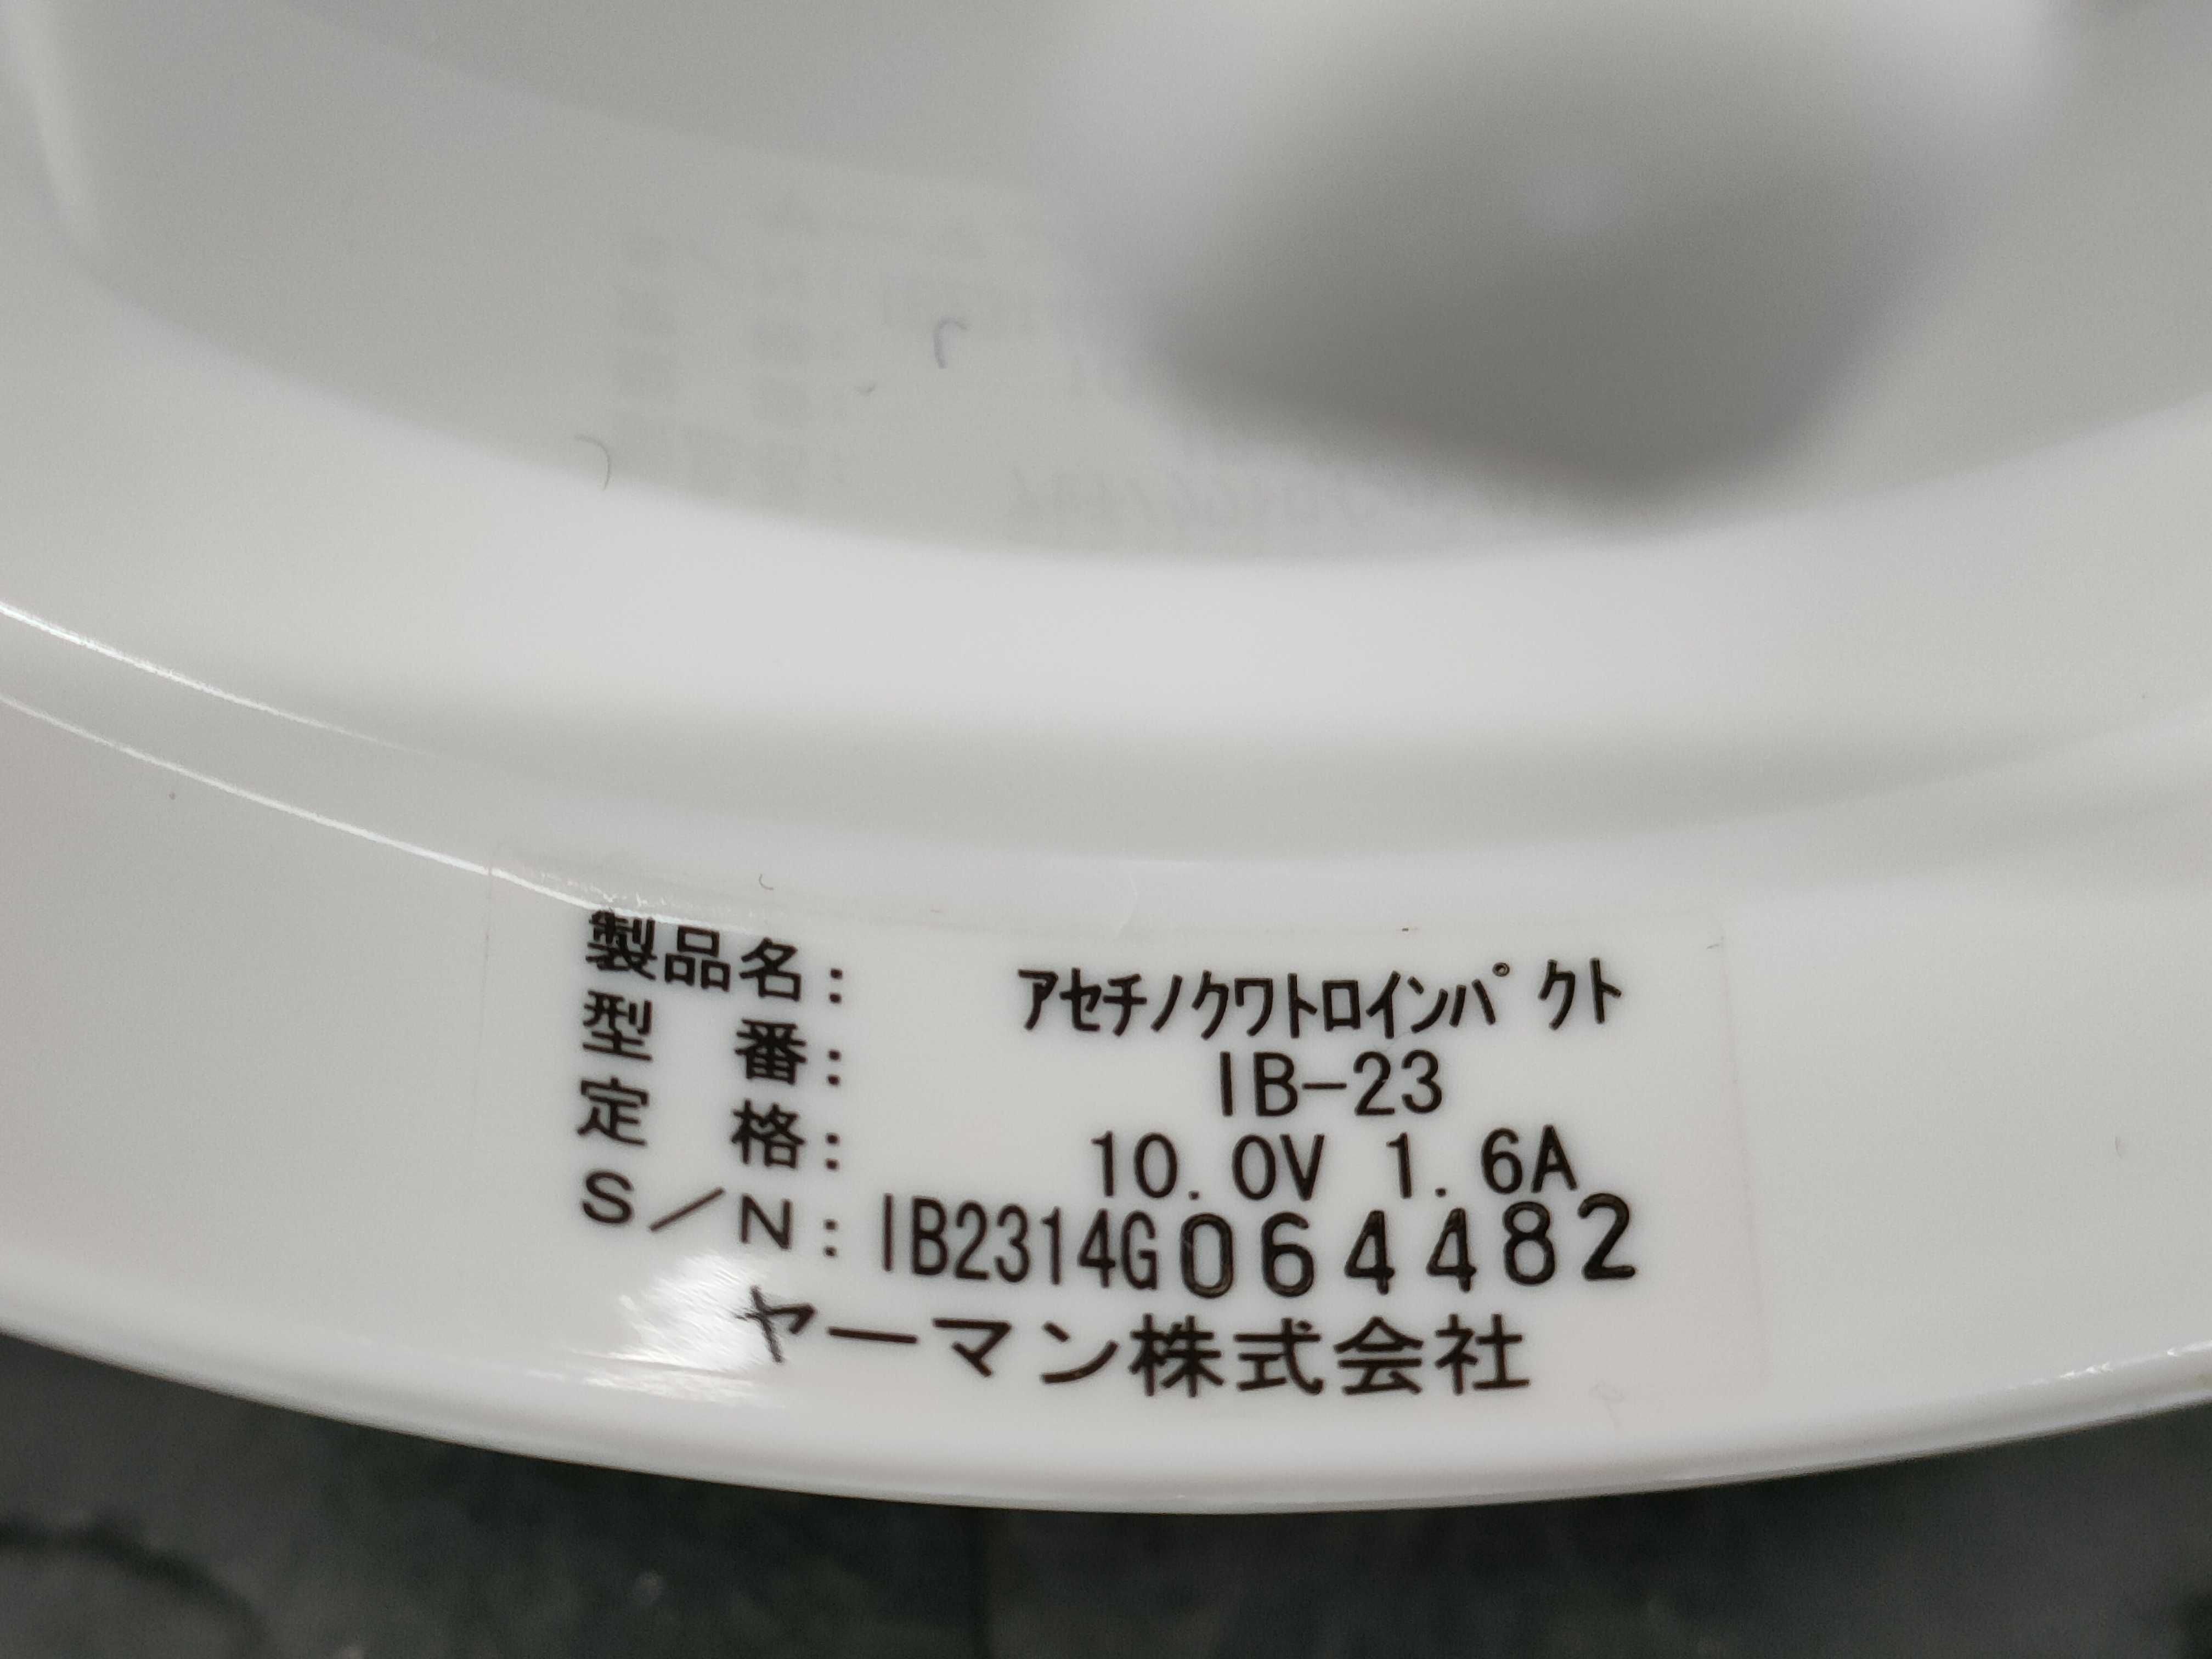 製品名: ｱｾﾁﾉｸﾜﾄﾛｲﾝﾊﾟｸﾄ
型　番: IB-23
定　格: 10.0V 1.6A
S／N: IB2314G064482
ヤーマン株式会社